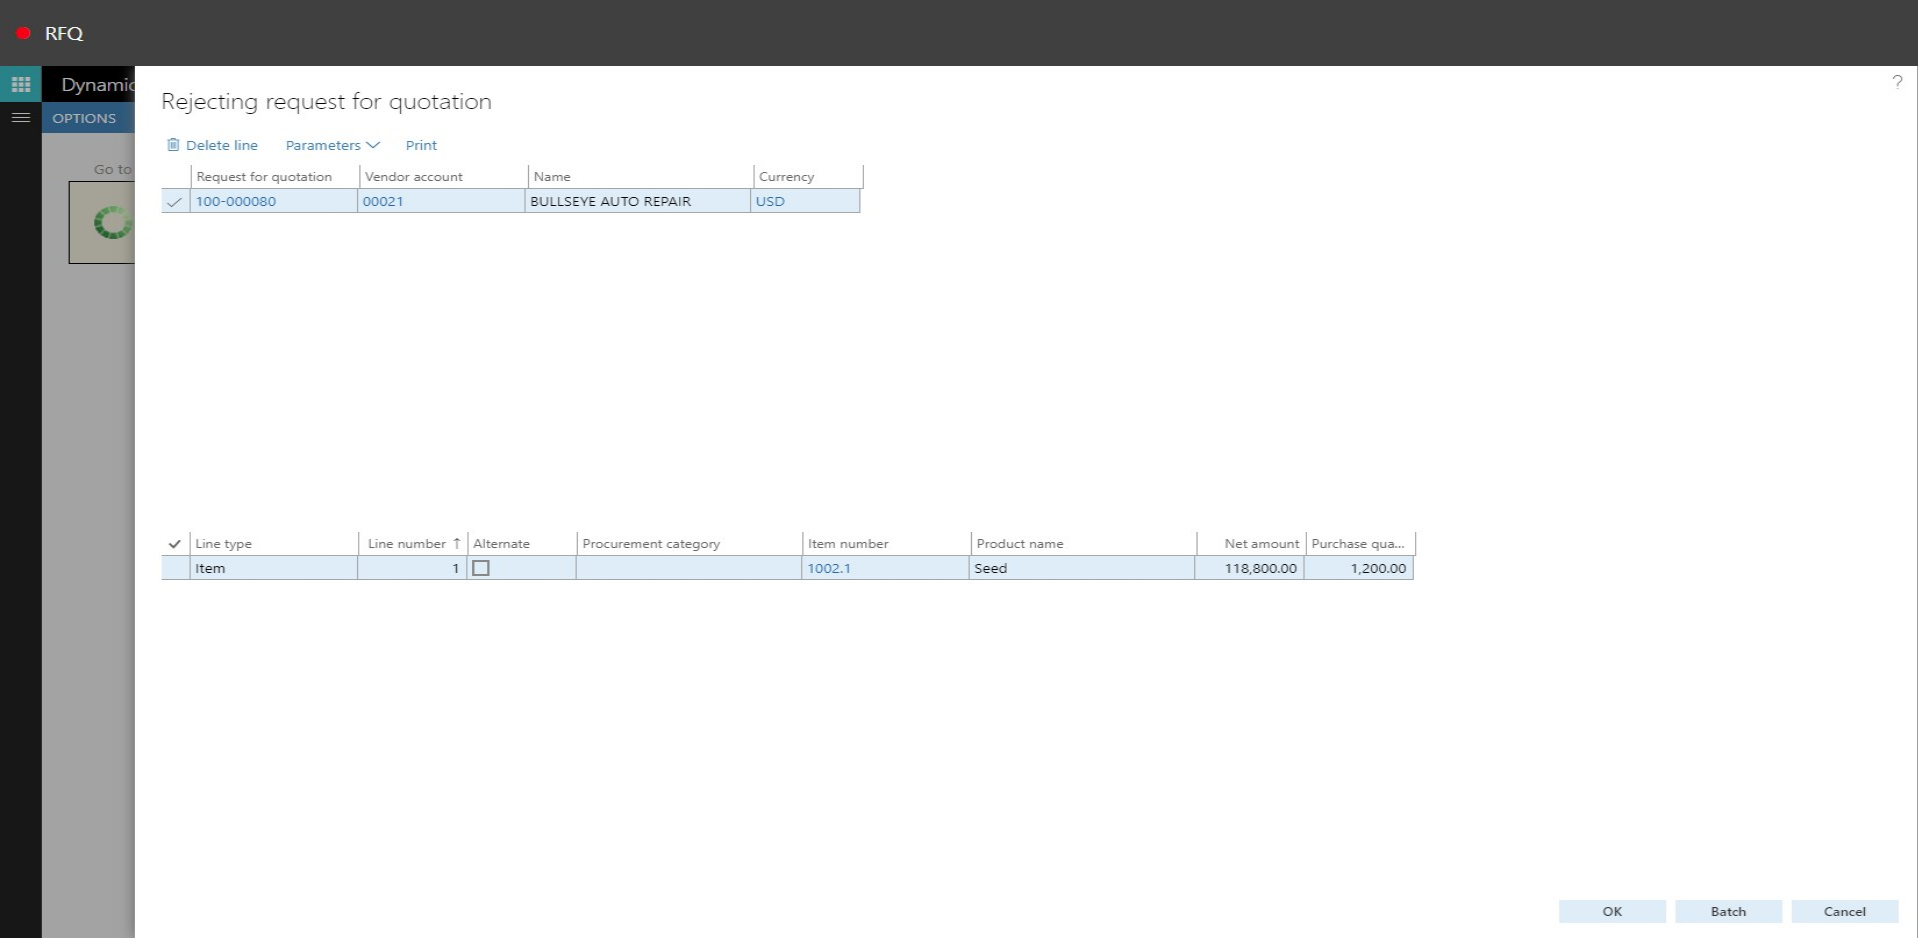 RFQ
Dynamic
?
Rejecting request for quotation
OPTIONS
Delete line Parameters Print
Go to
Request for quotation Vendor account Name Currency
100-000080 00021 BULLSEYE AUTO REPAIR USD
Line type Line number ↑ Alternate Procurement category Item number Product name Net amount Purchase qua...
Item 1 1002.1 Seed 118,800.00 1,200.00
OK Batch Cancel